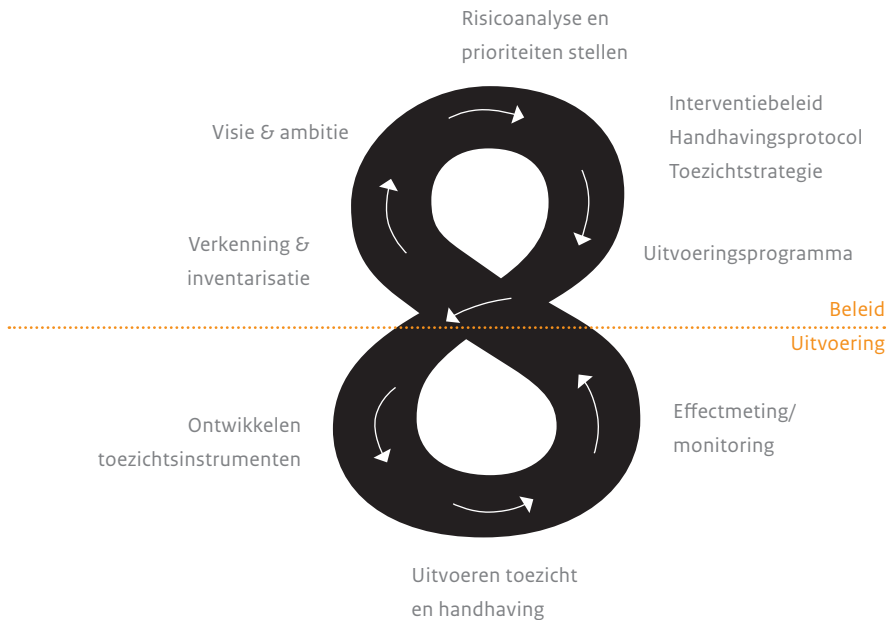 Risicoanalyse en
prioriteiten stellen
Visie & ambitie
Interventiebeleid
Handhavingsprotocol
Toezichtstrategie
Verkenning &
inventarisatie
Uitvoeringsprogramma
Beleid
Uitvoering
Ontwikkelen
toezichtsinstrumenten
Effectmeting/
monitoring
Uitvoeren toezicht
en handhaving